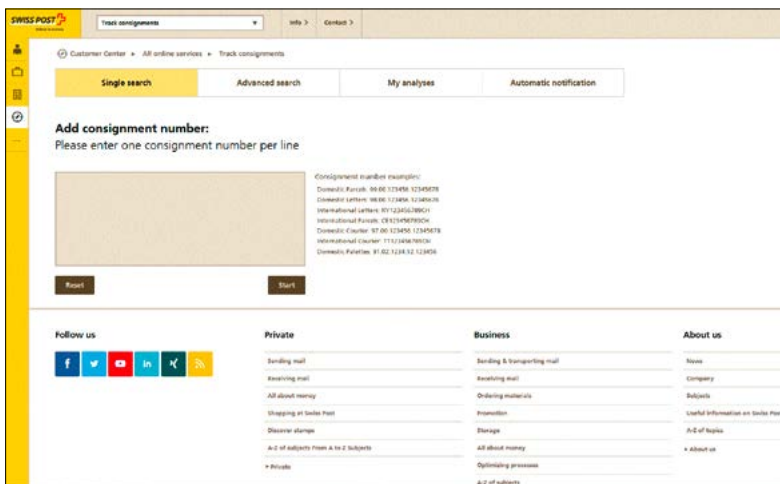 SWISS POST
Track consignments
Info >
Contact >
Customer Center ▸ All online services ▸ Track consignments
Single search
Advanced search
My analyses
Automatic notification
Add consignment number:
Please enter one consignment number per line
Consignment number examples:
Domestic Parcels: 99.00.123456.12345678
Domestic Letters: 98.00.123456.12345678
International Letters: RY123456789CH
International Parcels: CE123456789CH
Domestic Courier: 97.00.123456.12345678
International Courier: TT123456789CH
Domestic Palettes: 91.02.1234.12.123456
Reset
Start
Follow us
f
in
Private
Sending mail
Receiving mail
All about money
Shopping at Swiss Post
Discover stamps
A-Z of subjects From A to Z Subjects
▸ Private
Business
Sending & transporting mail
Receiving mail
Ordering materials
Promotion
Storage
All about money
Optimizing processes
A-Z of subjects
About us
News
Company
Subjects
Useful information on Swiss Post
A-Z of topics
▸ About us